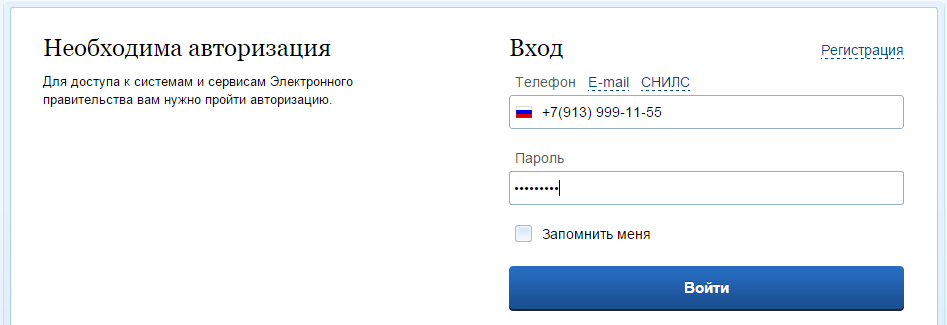 Необходима авторизация
Для доступа к системам и сервисам Электронного
правительства вам нужно пройти авторизацию.
Вход
Регистрация
Телефон E-mail СНИЛС
+7(913) 999-11-55
Пароль
•••••••••
Запомнить меня
Войти